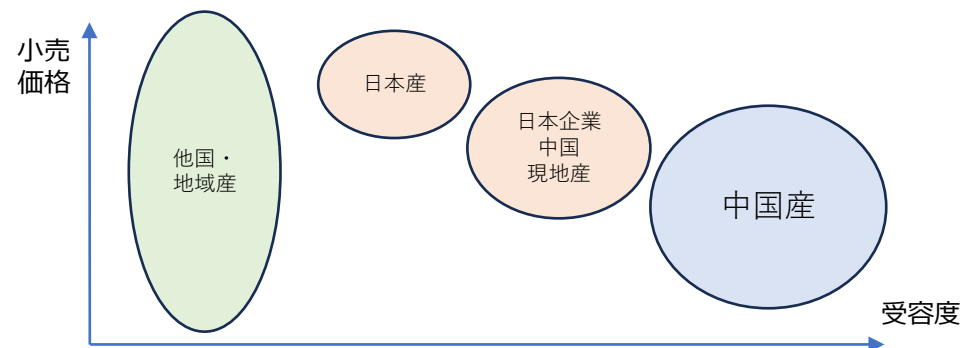 小売
価格
他国・
地域産
日本産
日本企業
中国
現地産
中国産
受容度